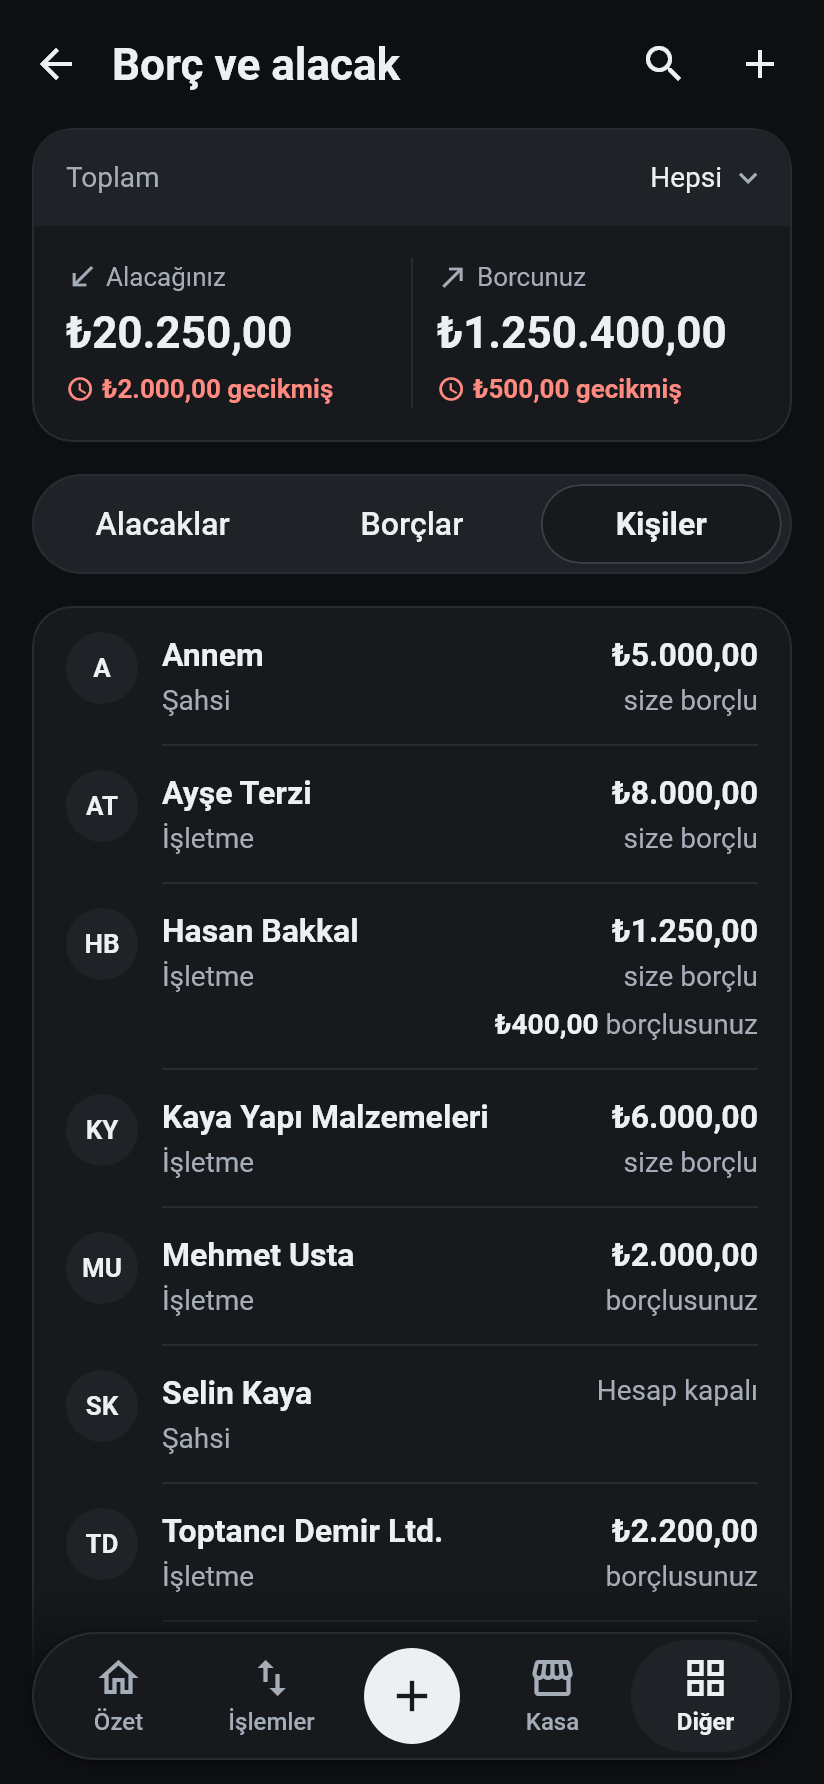 Borç ve alacak
Toplam
Hepsi
Alacağınız
₺20.250,00
₺2.000,00 gecikmiş
Borcunuz
₺1.250.400,00
₺500,00 gecikmiş
Alacaklar
Borçlar
Kişiler
A
Annem
₺5.000,00
Şahsi
size borçlu
AT
Ayşe Terzi
₺8.000,00
İşletme
size borçlu
HB
Hasan Bakkal
₺1.250,00
İşletme
size borçlu
₺400,00 borçlusunuz
KY
Kaya Yapı Malzemeleri
₺6.000,00
İşletme
size borçlu
MU
Mehmet Usta
₺2.000,00
İşletme
borçlusunuz
SK
Selin Kaya
Hesap kapalı
Şahsi
TD
Toptancı Demir Ltd.
₺2.200,00
İşletme
borçlusunuz
Özet
İşlemler
Kasa
Diğer